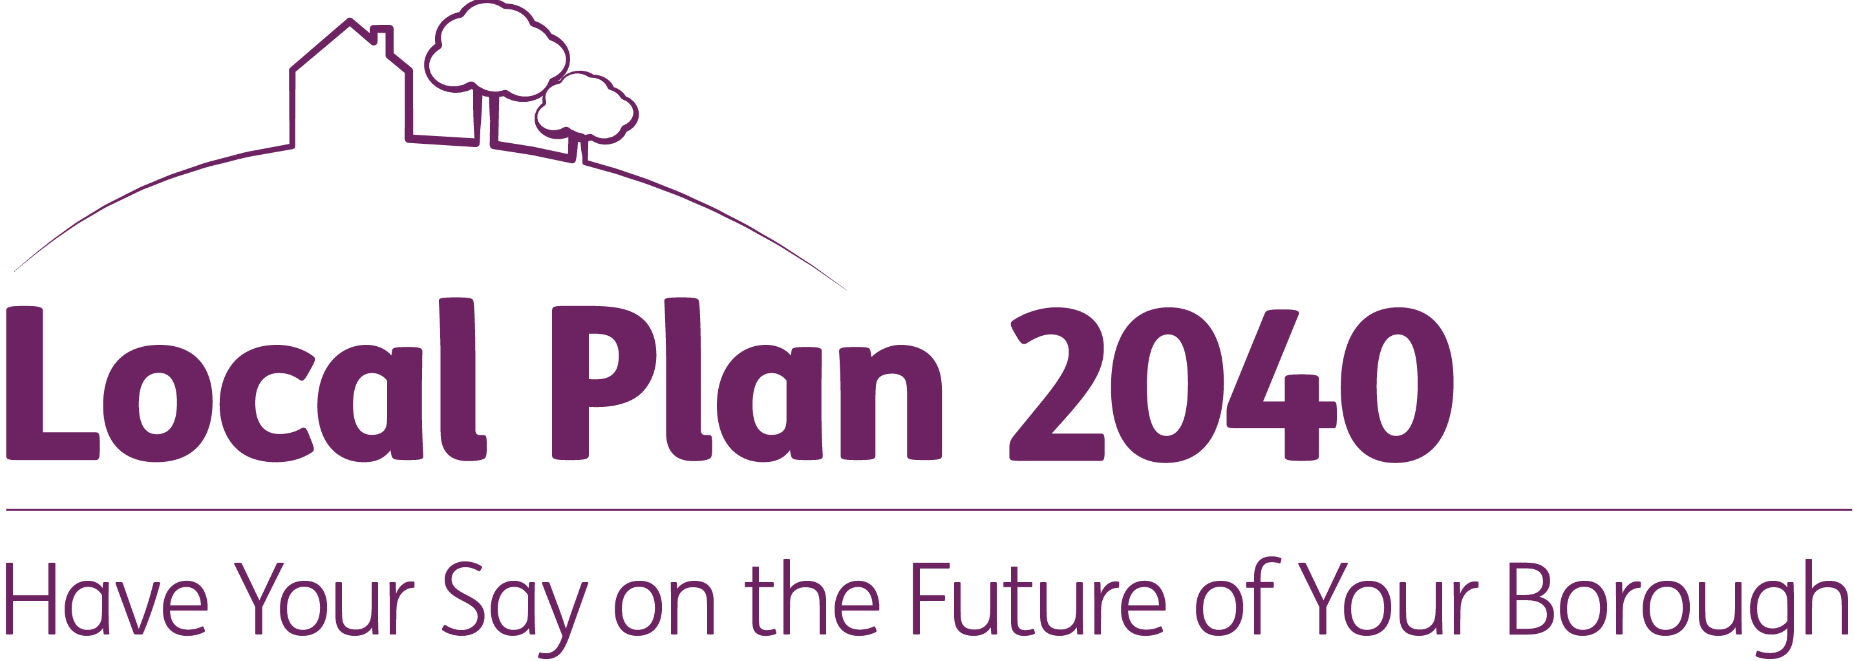 Local Plan 2040
Have Your Say on the Future of Your Borough